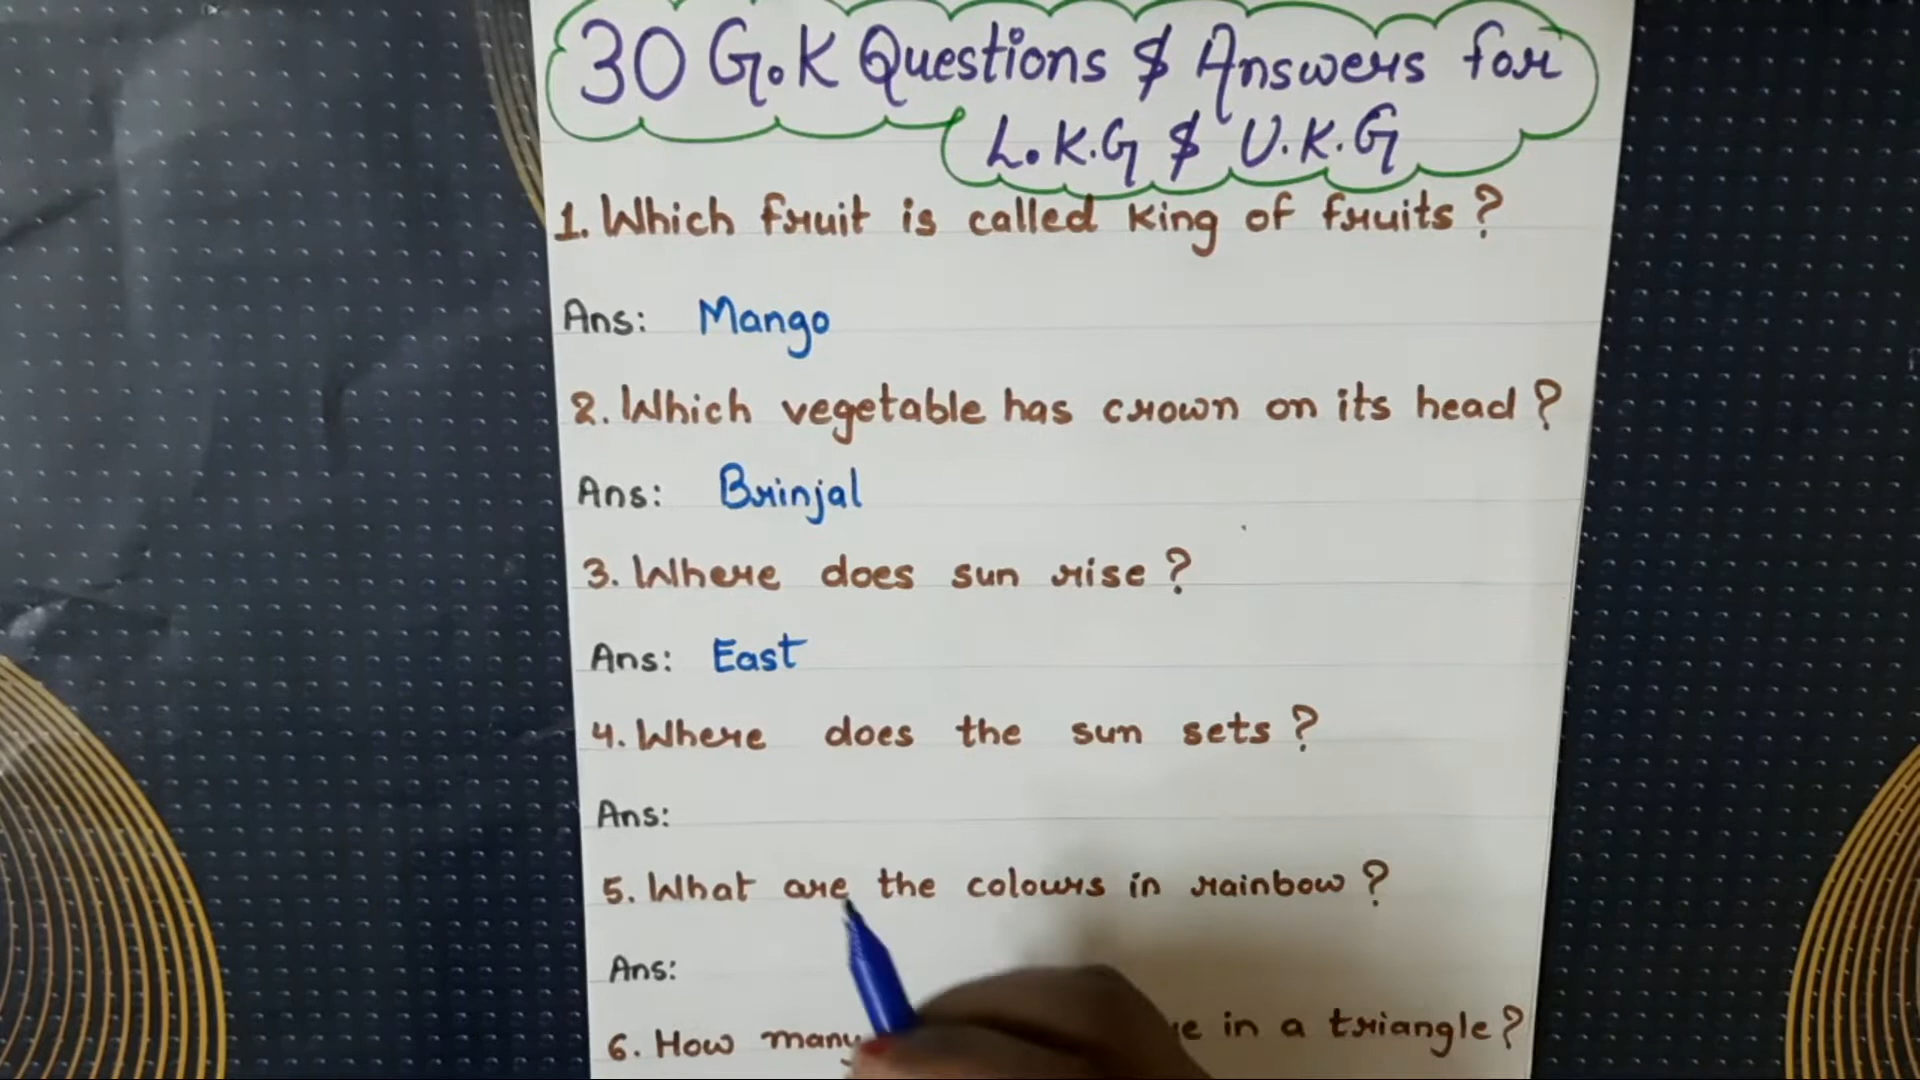 30 G.K Questions & Answers for
L.K.G & U.K.G
1. Which fruit is called King of fruits?
Ans: Mango
2. Which vegetable has crown on its head?
Ans: Brinjal
3. Where does sun rise?
Ans: East
4. Where does the sun sets?
Ans:
5. What are the colours in rainbow?
Ans:
6. How many in a triangle?